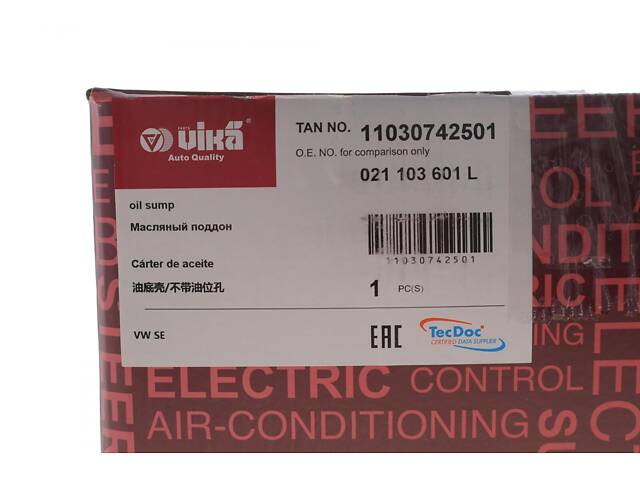 PARTS
vika
Auto Quality
TAN NO. 11030742501
O.E. NO. for comparison only
021 103 601 L
oil sump
Масляный поддон
Cárter de aceite
油底壳/不带油位孔
11030742501
1 PC(S)
VW SE
EAC
TecDoc
CERTIFIED DATA SUPPLIER
ELECTRIC CONTROL
AIR-CONDITIONING